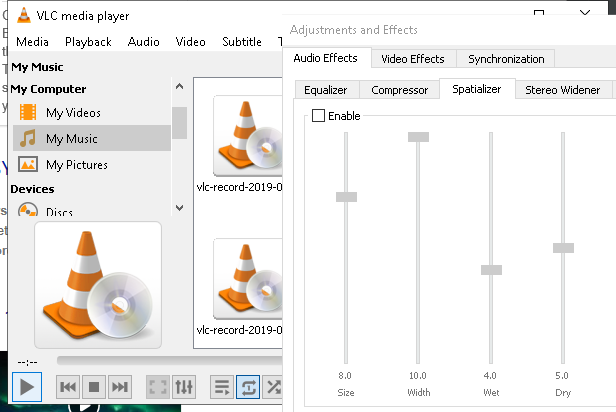 VLC media player
Media Playback Audio Video Subtitle T
My Music
My Computer
My Videos
My Music
My Pictures
Devices
Discs
vlc-record-2019-0
vlc-record-2019-0
--:--
Adjustments and Effects
Audio Effects Video Effects Synchronization
Equalizer Compressor Spatializer Stereo Widener
Enable
8.0 10.0 4.0 5.0
Size Width Wet Dry